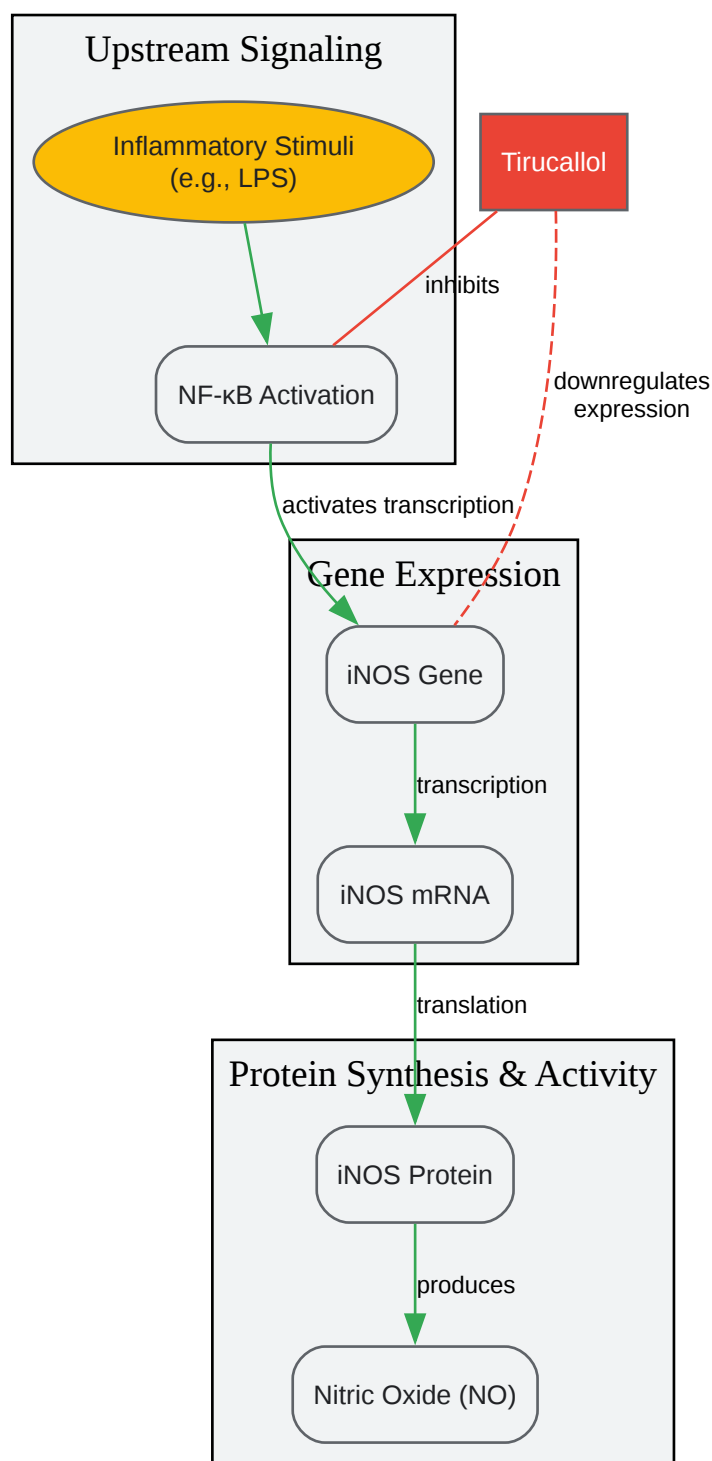 Upstream Signaling
Inflammatory Stimuli
(e.g., LPS)
Tirucallol
inhibits
NF-κB Activation
downregulates
expression
activates transcription
Gene Expression
iNOS Gene
transcription
iNOS mRNA
translation
Protein Synthesis & Activity
iNOS Protein
produces
Nitric Oxide (NO)